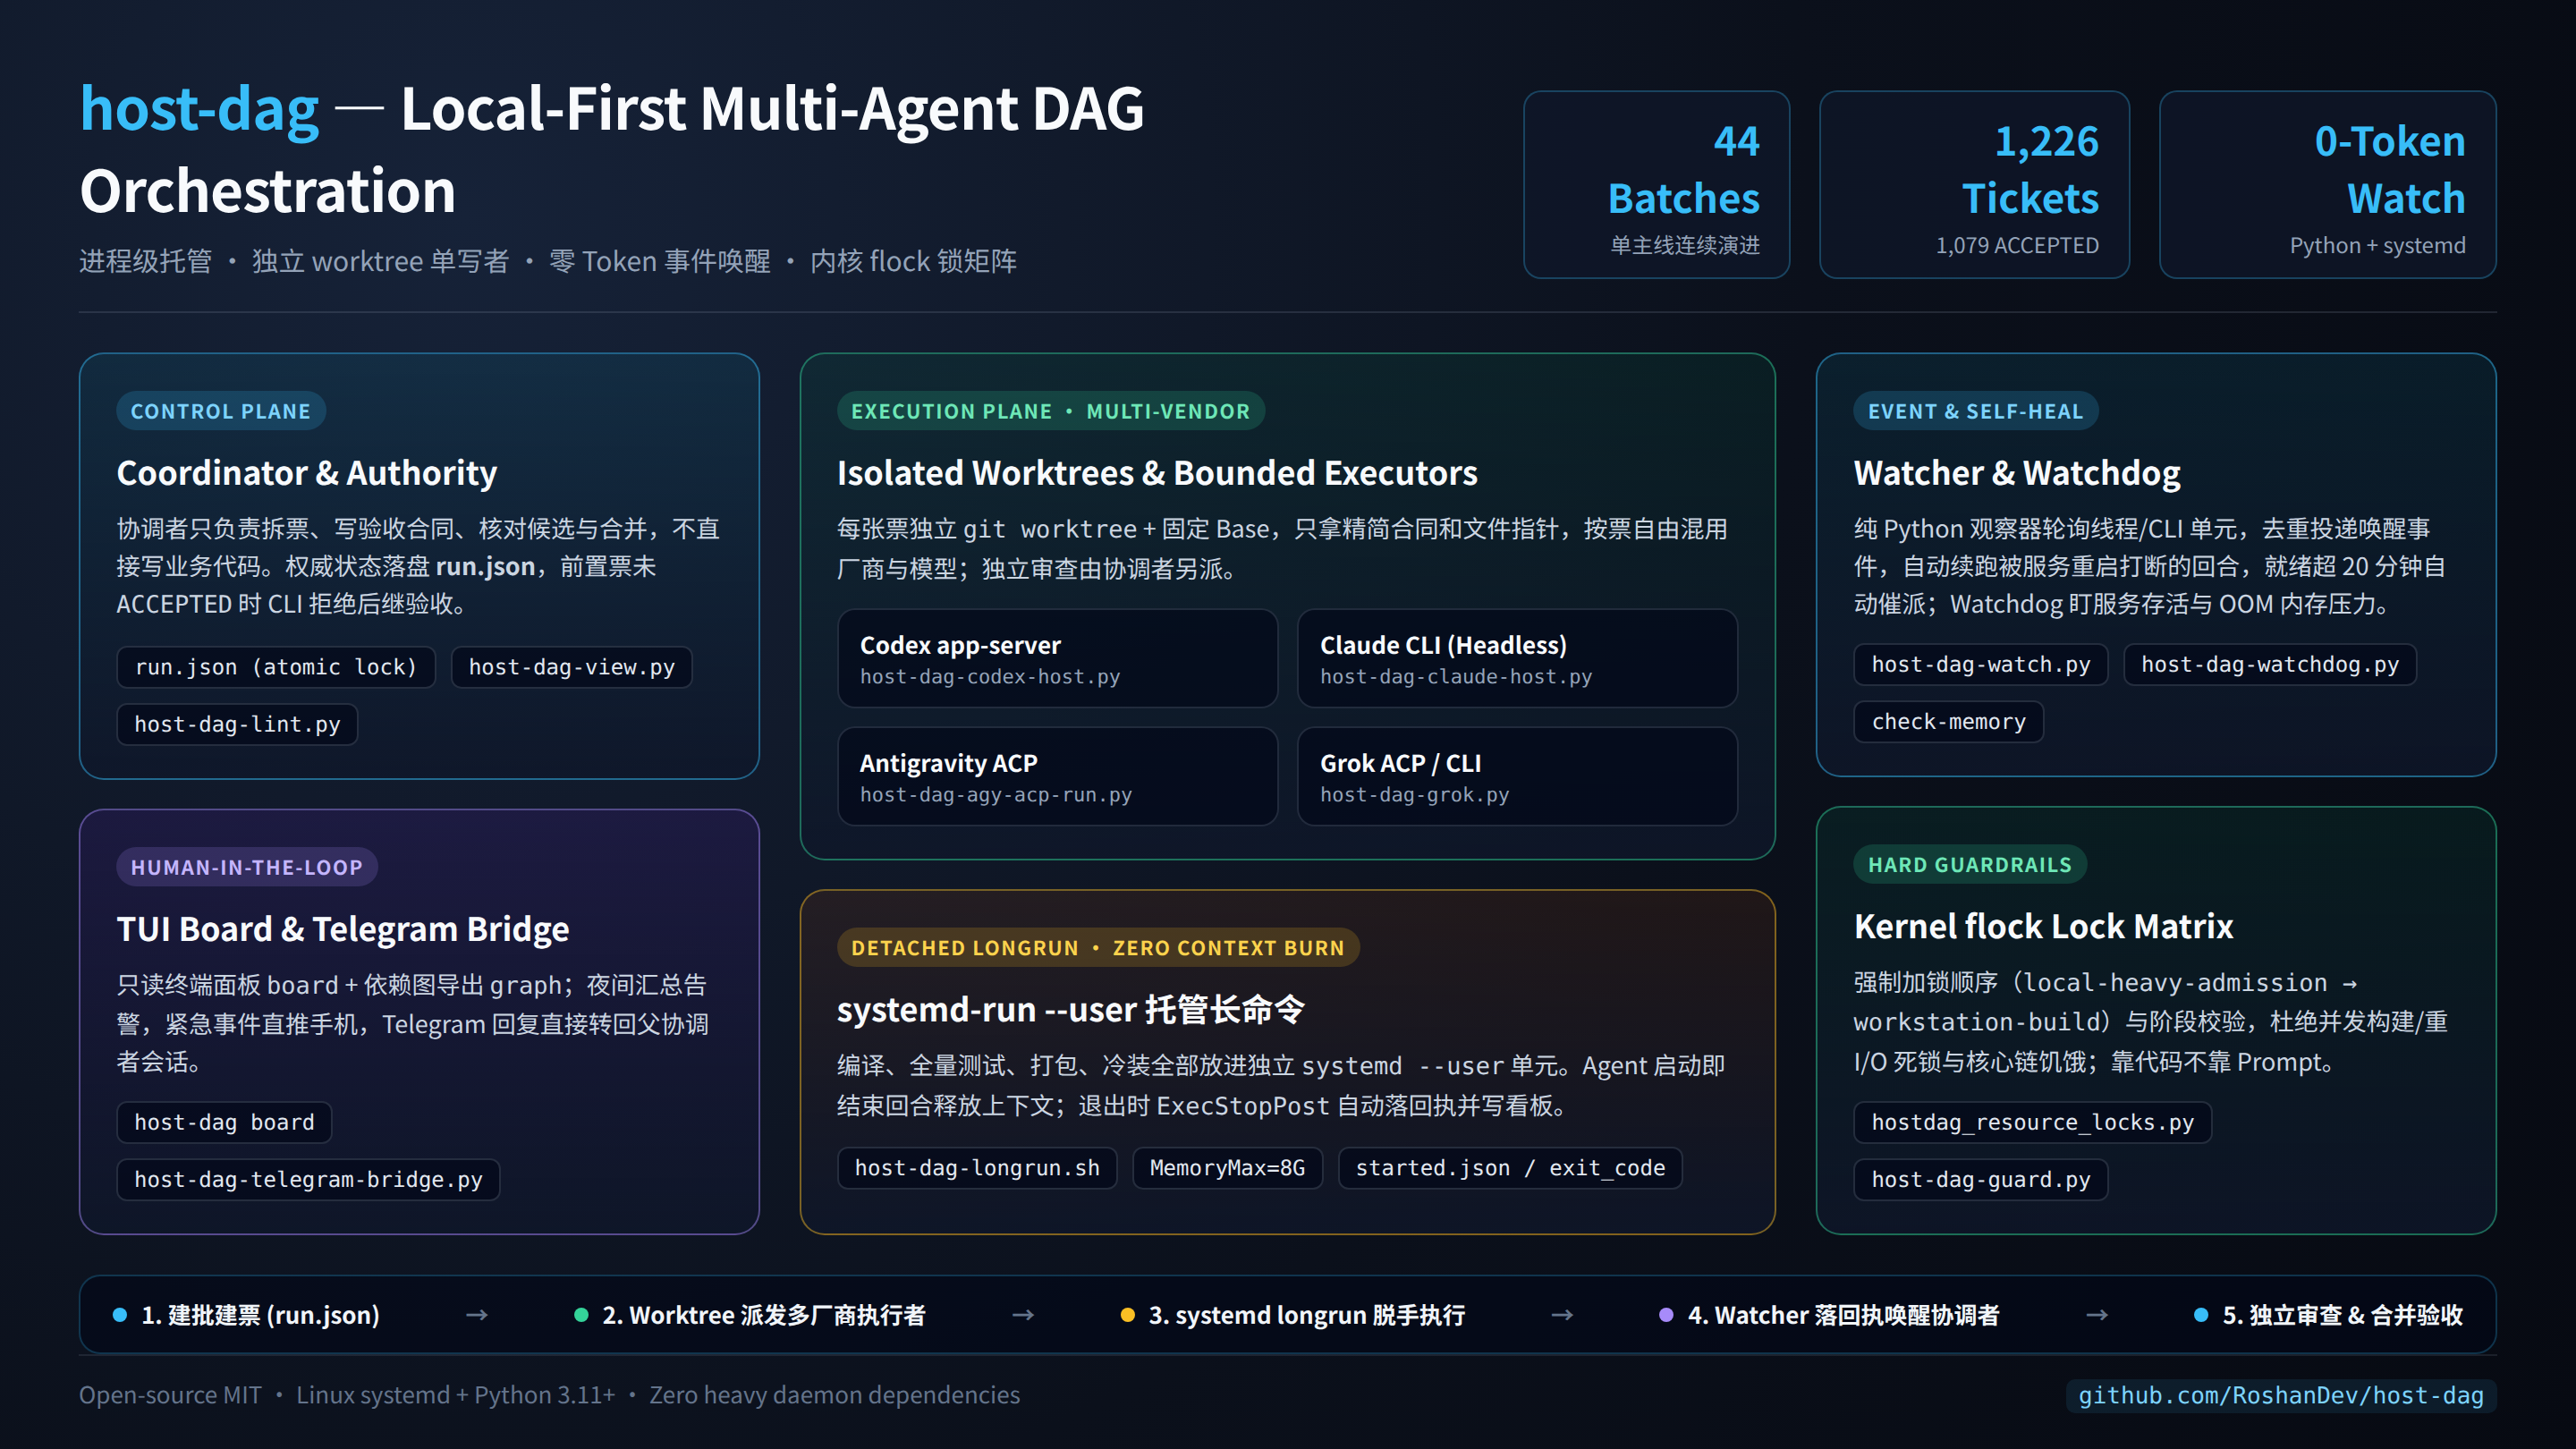 host-dag — Local-First Multi-Agent DAG
Orchestration
进程级托管 · 独立 worktree 单写者 · 零 Token 事件唤醒 · 内核 flock 锁矩阵
44
Batches
单主线连续演进
1,226
Tickets
1,079 ACCEPTED
0-Token
Watch
Python + systemd
CONTROL PLANE
Coordinator & Authority
协调者只负责拆票、写验收合同、核对候选与合并，不直
接写业务代码。权威状态落盘 run.json，前置票未
ACCEPTED 时 CLI 拒绝后继验收。
run.json (atomic lock)
host-dag-view.py
host-dag-lint.py
HUMAN-IN-THE-LOOP
TUI Board & Telegram Bridge
只读终端面板 board + 依赖图导出 graph；夜间汇总告
警，紧急事件直推手机，Telegram 回复直接转回父协调
者会话。
host-dag board
host-dag-telegram-bridge.py
EXECUTION PLANE · MULTI-VENDOR
Isolated Worktrees & Bounded Executors
每张票独立 git worktree + 固定 Base，只拿精简合同和文件指针，按票自由混用
厂商与模型；独立审查由协调者另派。
Codex app-server
host-dag-codex-host.py
Claude CLI (Headless)
host-dag-claude-host.py
Antigravity ACP
host-dag-agy-acp-run.py
Grok ACP / CLI
host-dag-grok.py
DETACHED LONGRUN · ZERO CONTEXT BURN
systemd-run --user 托管长命令
编译、全量测试、打包、冷装全部放进独立 systemd --user 单元。Agent 启动即
结束回合释放上下文；退出时 ExecStopPost 自动落回执并写看板。
host-dag-longrun.sh
MemoryMax=8G
started.json / exit_code
EVENT & SELF-HEAL
Watcher & Watchdog
纯 Python 观察器轮询线程/CLI 单元，去重投递唤醒事
件，自动续跑被服务重启打断的回合，就绪超 20 分钟自
动催派；Watchdog 盯服务存活与 OOM 内存压力。
host-dag-watch.py
host-dag-watchdog.py
check-memory
HARD GUARDRAILS
Kernel flock Lock Matrix
强制加锁顺序（local-heavy-admission →
workstation-build）与阶段校验，杜绝并发构建/重
I/O 死锁与核心链饥饿；靠代码不靠 Prompt。
hostdag_resource_locks.py
host-dag-guard.py
1. 建批建票 (run.json) → 2. Worktree 派发多厂商执行者 → 3. systemd longrun 脱手执行 → 4. Watcher 落回执唤醒协调者 → 5. 独立审查 & 合并验收
Open-source MIT · Linux systemd + Python 3.11+ · Zero heavy daemon dependencies
github.com/RoshanDev/host-dag